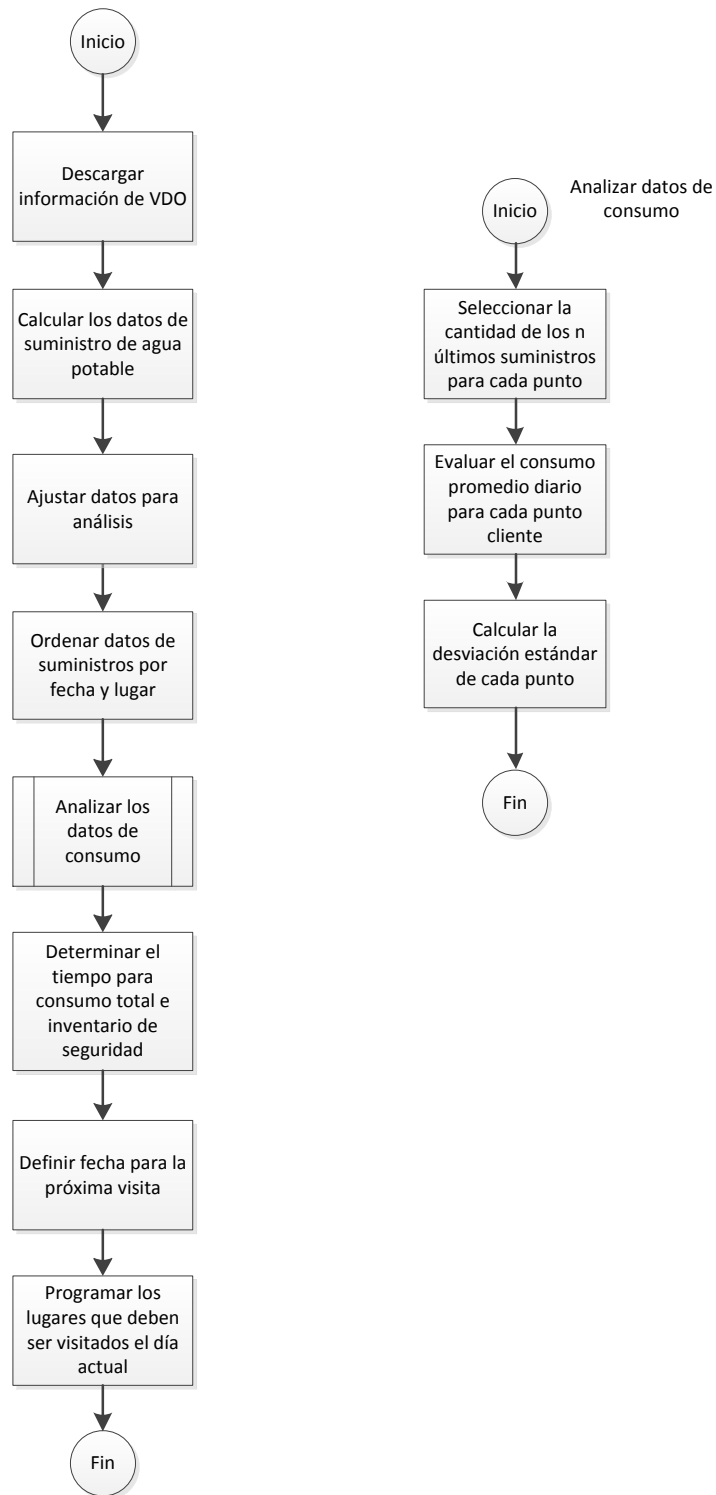 Inicio
Descargar
información de VDO
Calcular los datos de
suministro de agua
potable
Ajustar datos para
análisis
Ordenar datos de
suministros por
fecha y lugar
Analizar los
datos de
consumo
Determinar el
tiempo para
consumo total e
inventario de
seguridad
Definir fecha para la
próxima visita
Programar los
lugares que deben
ser visitados el día
actual
Fin
Analizar datos de
consumo
Inicio
Seleccionar la
cantidad de los n
últimos suministros
para cada punto
Evaluar el consumo
promedio diario
para cada punto
cliente
Calcular la
desviación estándar
de cada punto
Fin